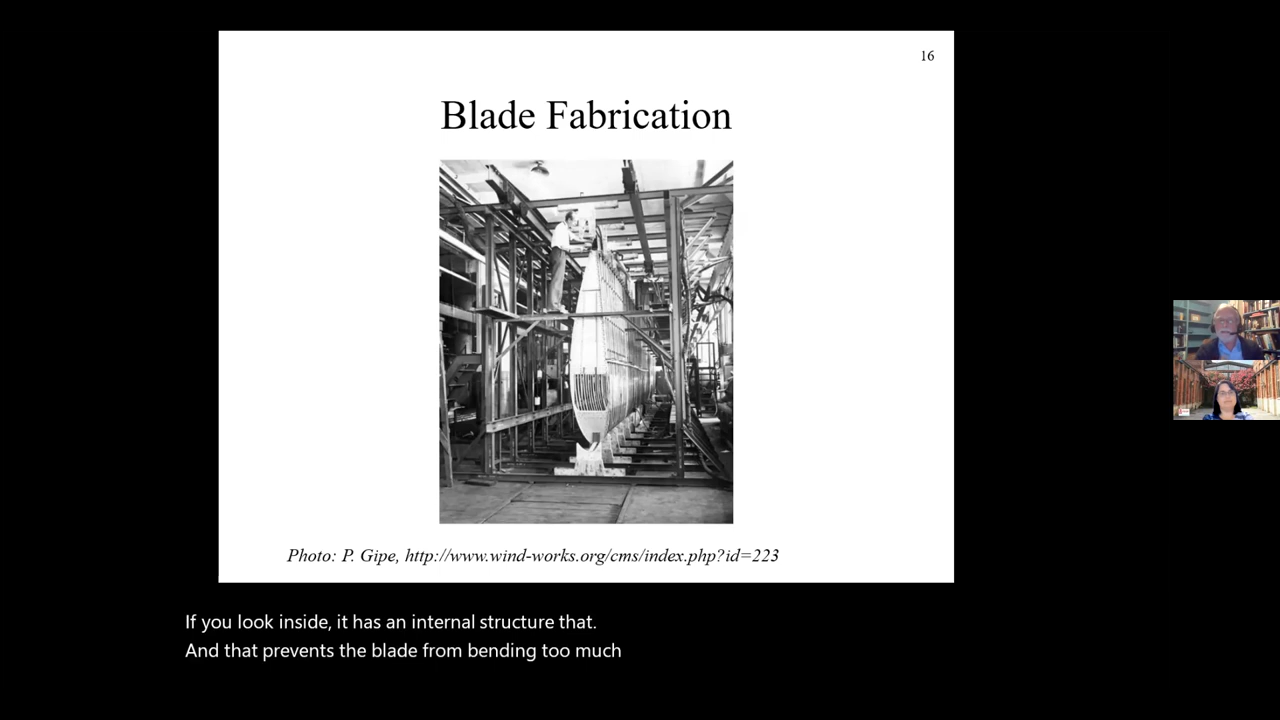 16
Blade Fabrication
Photo: P. Gipe, http://www.wind-works.org/cms/index.php?id=223
If you look inside, it has an internal structure that.
And that prevents the blade from bending too much